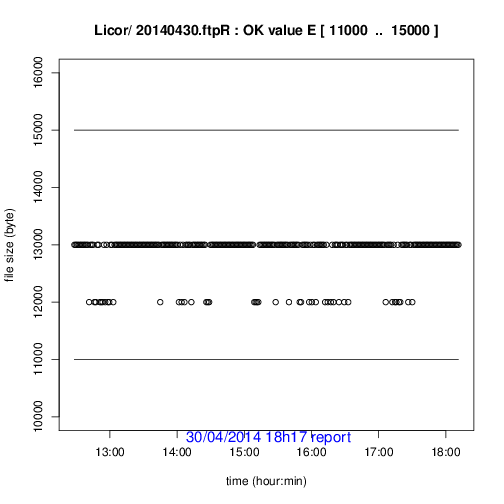 Licor/ 20140430.ftpR : OK value E [ 11000 .. 15000 ]
16000
15000
14000
13000
12000
11000
10000
file size (byte)
30/04/2014 18h17 report
13:00 14:00 15:00 16:00 17:00 18:00
time (hour:min)